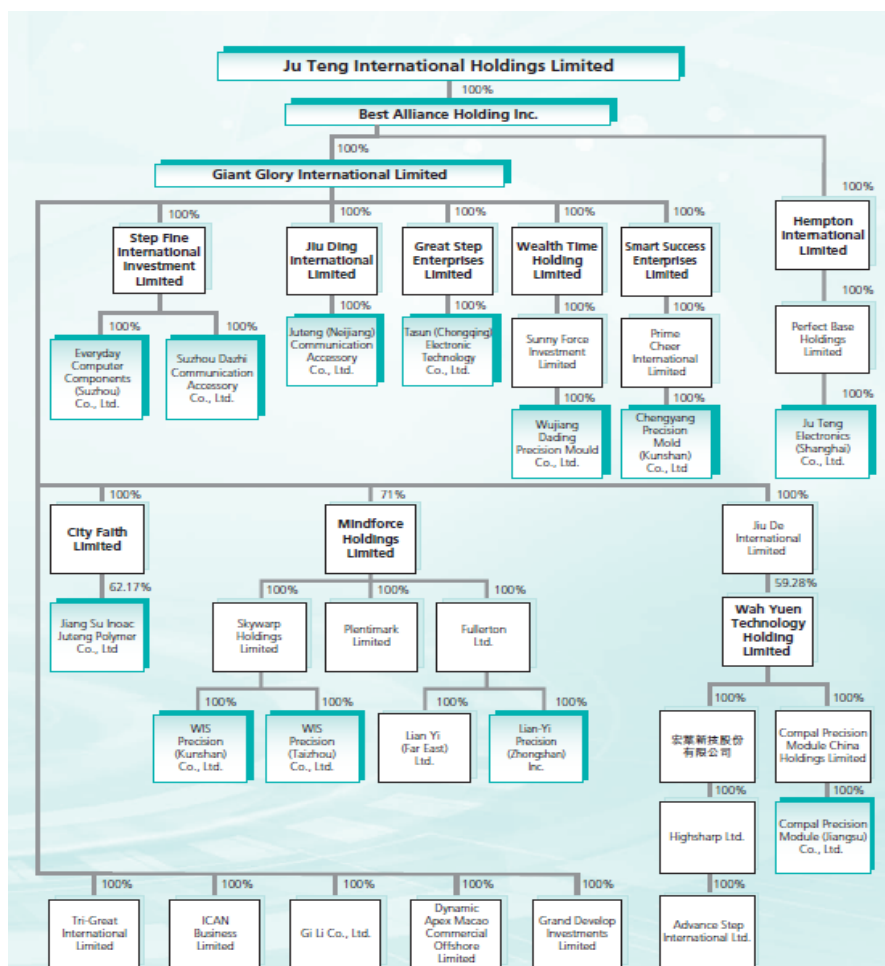 Ju Teng International Holdings Limited
100%
Best Alliance Holding Inc.
100%
Giant Glory International Limited
100%
Hempton
International
Limited
100%
Perfect Base
Holdings
Limited
100%
Ju Teng
Electronics
(Shanghai)
Co., Ltd.
100%
Step Fine
International
Investment
Limited
100%
Everyday
Computer
Components
(Suzhou)
Co., Ltd.
100%
Suzhou Dazhi
Communication
Accessory
Co., Ltd.
100%
Jiu Ding
International
Limited
100%
Juteng (Neijiang)
Communication
Accessory
Co., Ltd.
100%
Great Step
Enterprises
Limited
100%
Tasun (Chongqing)
Electronic
Technology
Co., Ltd.
100%
Wealth Time
Holding
Limited
100%
Sunny Force
Investment
Limited
100%
Wujiang
Dading
Precision Mould
Co., Ltd.
100%
Smart Success
Enterprises
Limited
100%
Prime
Cheer
International
Limited
100%
Chengyang
Precision
Mold
(Kunshan)
Co., Ltd
100%
City Faith
Limited
62.17%
Jiang Su Inoac
Juteng Polymer
Co., Ltd
71%
Mindforce
Holdings
Limited
100%
Skywarp
Holdings
Limited
100%
Plentimark
Limited
100%
Fullerton
Ltd.
100%
WIS
Precision
(Kunshan)
Co., Ltd.
100%
WIS
Precision
(Taizhou)
Co., Ltd.
100%
Lian Yi
(Far East)
Ltd.
100%
Lian-Yi
Precision
(Zhongshan)
Inc.
100%
Jiu De
International
Limited
59.28%
Wah Yuen
Technology
Holding
Limited
100%
宏葉新技股份
有限公司
100%
Highsharp Ltd.
100%
Advance Step
International Ltd.
100%
Compal Precision
Module China
Holdings Limited
100%
Compal Precision
Module (Jiangsu)
Co., Ltd.
100%
Tri-Great
International
Limited
100%
ICAN
Business
Limited
100%
Gi Li Co., Ltd.
100%
Dynamic
Apex Macao
Commercial
Offshore
Limited
100%
Grand Develop
Investments
Limited